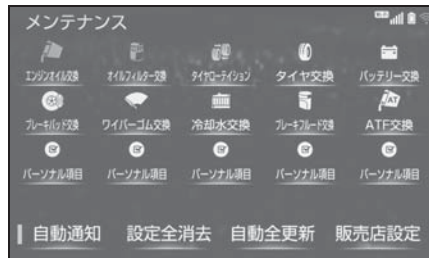 メンテナンス
エンジンオイル交換 オイルフィルター交換 タイヤローテイション タイヤ交換 バッテリー交換
ブレーキパッド交換 ワイパーゴム交換 冷却水交換 ブレーキフルード交換 ATF交換
パーソナル項目 パーソナル項目 パーソナル項目 パーソナル項目 パーソナル項目
自動通知 設定全消去 自動全更新 販売店設定